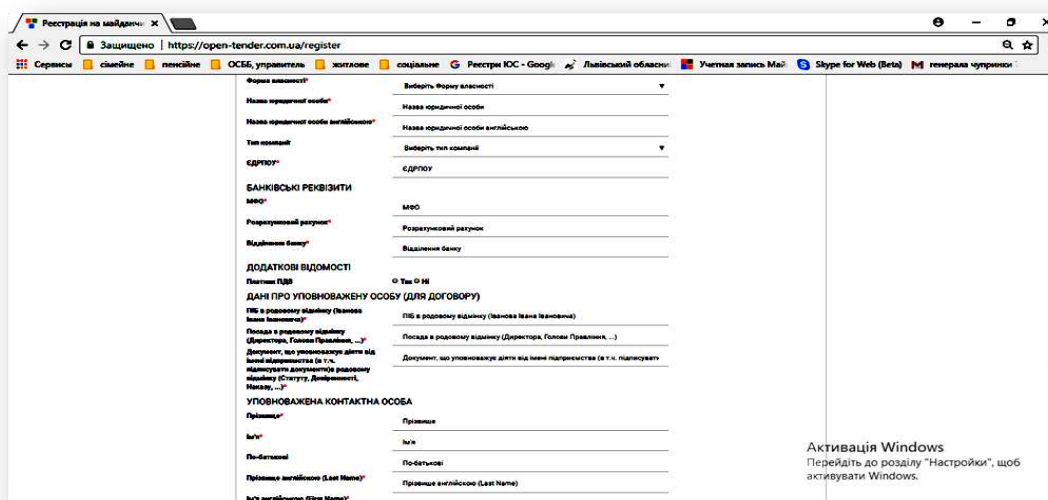 Реєстрація на майданчи
Защищено | https://open-tender.com.ua/register
Сервисы сімейне пенсійне ОСББ, управитель житлове соціальне Реєстри ЮС - Googl Львівський обласни Учетная запись Май Skype for Web (Beta) генерала чупринки
Форма власності* Виберіть Форму власності
Назва юридичної особи* Назва юридичної особи
Назва юридичної особи англійською* Назва юридичної особи англійською
Тип компанії Виберіть тип компанії
ЄДРПОУ* ЄДРПОУ
БАНКІВСЬКІ РЕКВІЗИТИ
МФО* МФО
Розрахунковий рахунок* Розрахунковий рахунок
Відділення банку* Відділення банку
ДОДАТКОВІ ВІДОМОСТІ
Платник ПДВ Так Ні
ДАНІ ПРО УПОВНОВАЖЕНУ ОСОБУ (ДЛЯ ДОГОВОРУ)
ПІБ в родовому відмінку (Іванова
Івана Івановича)* ПІБ в родовому відмінку (Іванова Івана Івановича)
Посада в родовому відмінку
(Директора, Голови Правління, ...)* Посада в родовому відмінку (Директора, Голови Правління, ...)
Документ, що уповноважує діяти від
імені підприємства (в т.ч. Документ, що уповноважує діяти від імені підприємства (в т.ч. підписувати
підписувати документи)в родовому
відмінку (Статуту, Довіренності,
Наказу, ...)*
УПОВНОВАЖЕНА КОНТАКТНА ОСОБА
Прізвище* Прізвище
Ім'я* Ім'я
По-батькові По-батькові
Прізвище англійскою (Last Name)* Прізвище англійскою (Last Name)
Ім'я англійською (First Name)*
Активація Windows
Перейдіть до розділу "Настройки", щоб
активувати Windows.